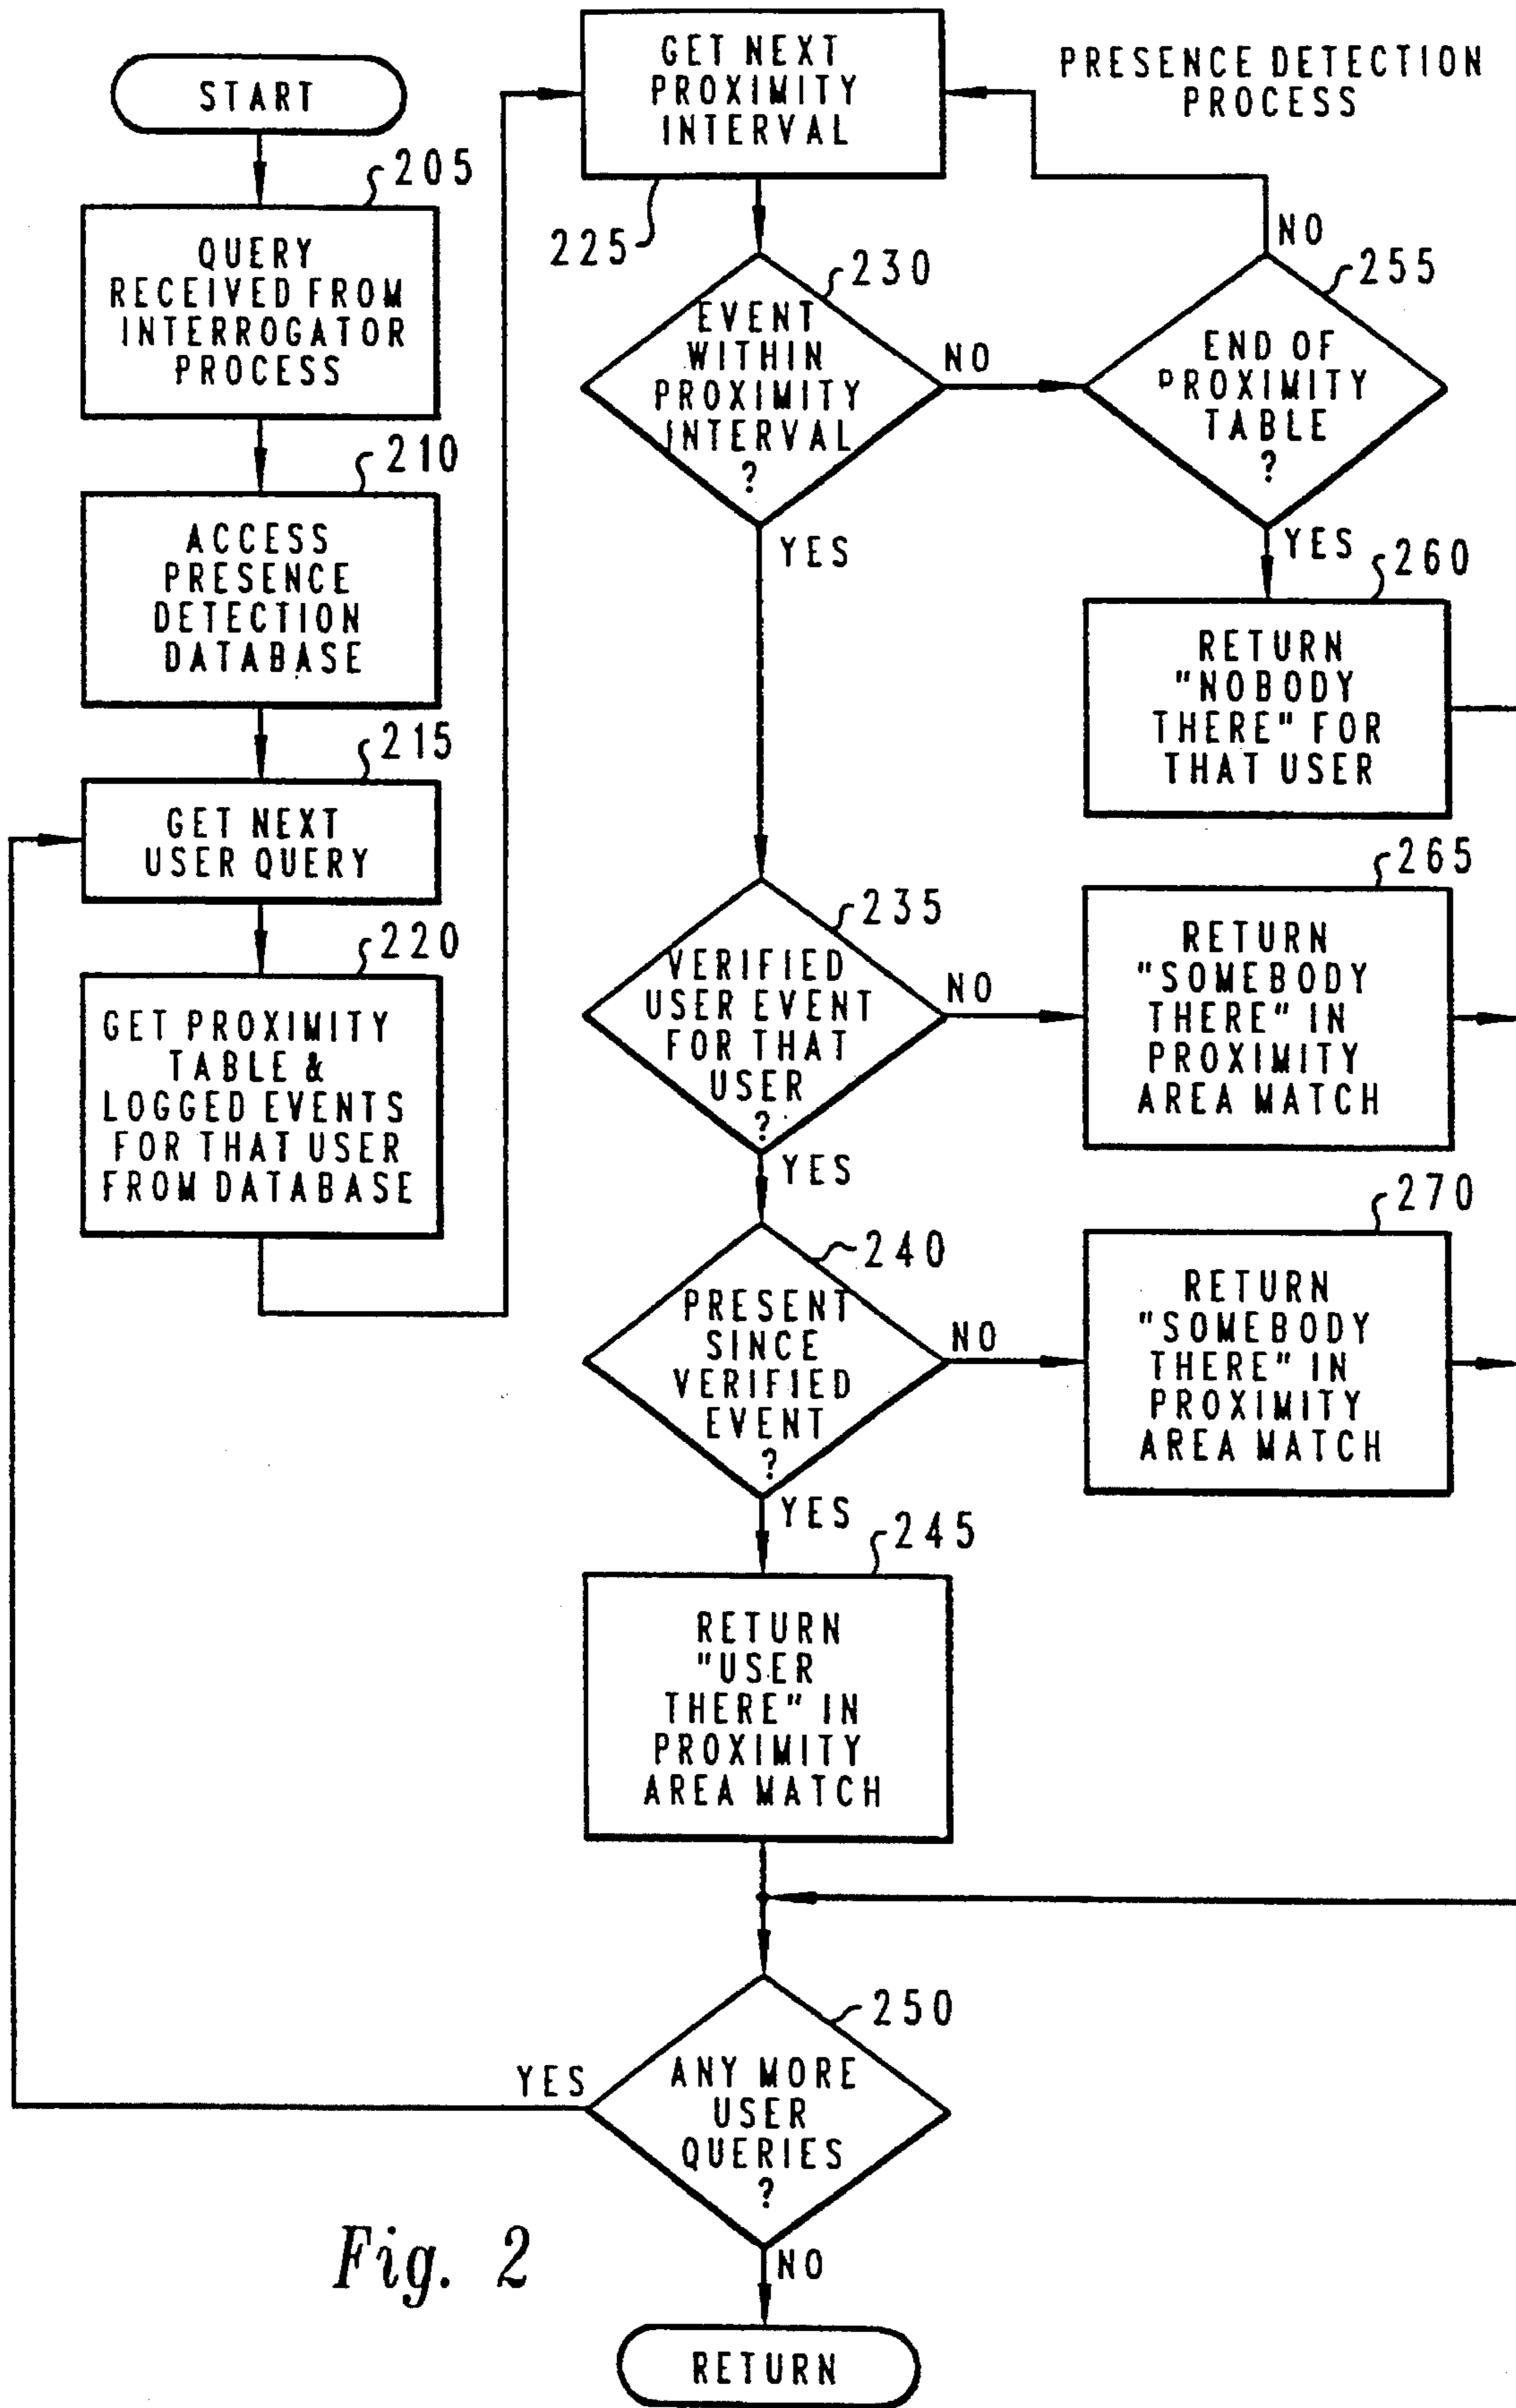 START
205
QUERY
RECEIVED FROM
INTERROGATOR
PROCESS
210
ACCESS
PRESENCE
DETECTION
DATABASE
215
GET NEXT
USER QUERY
220
GET PROXIMITY
TABLE &
LOGGED EVENTS
FOR THAT USER
FROM DATABASE
GET NEXT
PROXIMITY
INTERVAL
225
PRESENCE DETECTION
PROCESS
230
EVENT
WITHIN
PROXIMITY
INTERVAL
?
NO
YES
NO
255
END OF
PROXIMITY
TABLE
?
YES
260
RETURN
"NOBODY
THERE" FOR
THAT USER
235
VERIFIED
USER EVENT
FOR THAT
USER
?
NO
YES
265
RETURN
"SOMEBODY
THERE" IN
PROXIMITY
AREA MATCH
240
PRESENT
SINCE
VERIFIED
EVENT
?
NO
YES
270
RETURN
"SOMEBODY
THERE" IN
PROXIMITY
AREA MATCH
245
RETURN
"USER
THERE" IN
PROXIMITY
AREA MATCH
250
ANY MORE
USER
QUERIES
?
YES
NO
RETURN
Fig. 2